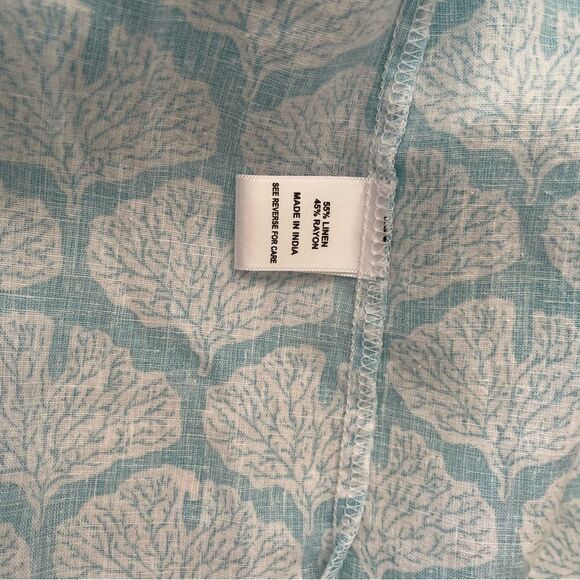 55% LINEN
45% RAYON
MADE IN INDIA
SEE REVERSE FOR CARE